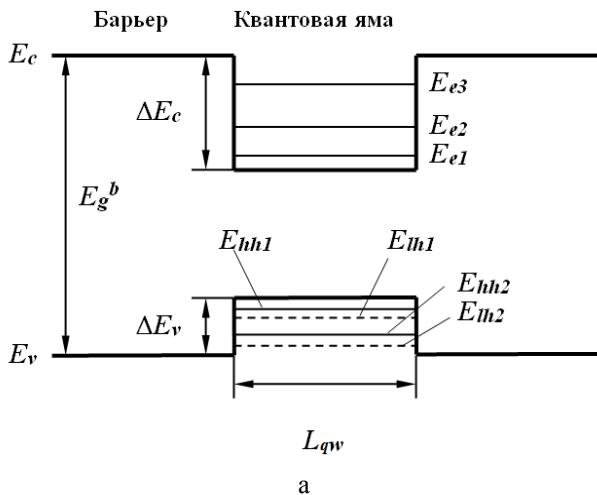 Барьер Квантовая яма
E_c
E_e3
ΔE_c
E_e2
E_e1
E_g^b
E_hh1 E_lh1
E_hh2
ΔE_v
E_lh2
E_v
L_qw
а